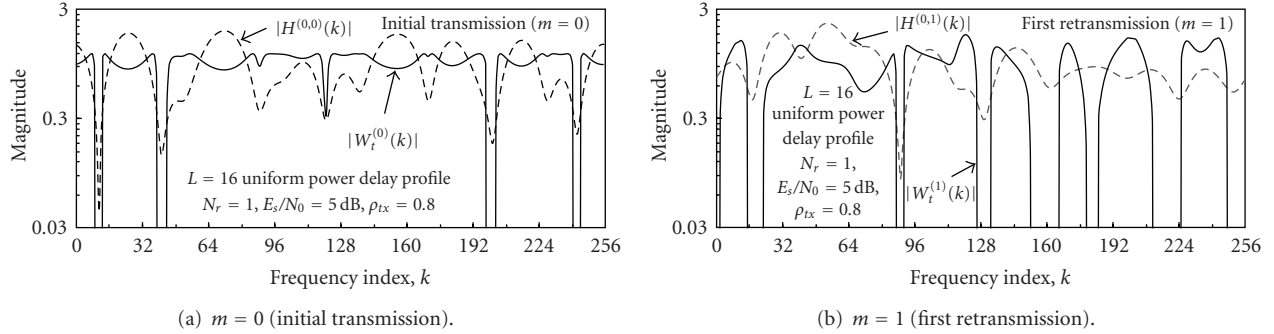 3
0.3
0.03
Magnitude
|H^(0,0)(k)|
Initial transmission (m = 0)
|W_t^(0)(k)|
L = 16 uniform power delay profile
N_r = 1, E_s/N_0 = 5 dB, ρ_tx = 0.8
0 32 64 96 128 160 192 224 256
Frequency index, k
(a) m = 0 (initial transmission).
3
0.3
0.03
Magnitude
|H^(0,1)(k)|
First retransmission (m = 1)
L = 16
uniform power
delay profile
N_r = 1,
E_s/N_0 = 5 dB,
ρ_tx = 0.8
|W_t^(1)(k)|
0 32 64 96 128 160 192 224 256
Frequency index, k
(b) m = 1 (first retransmission).